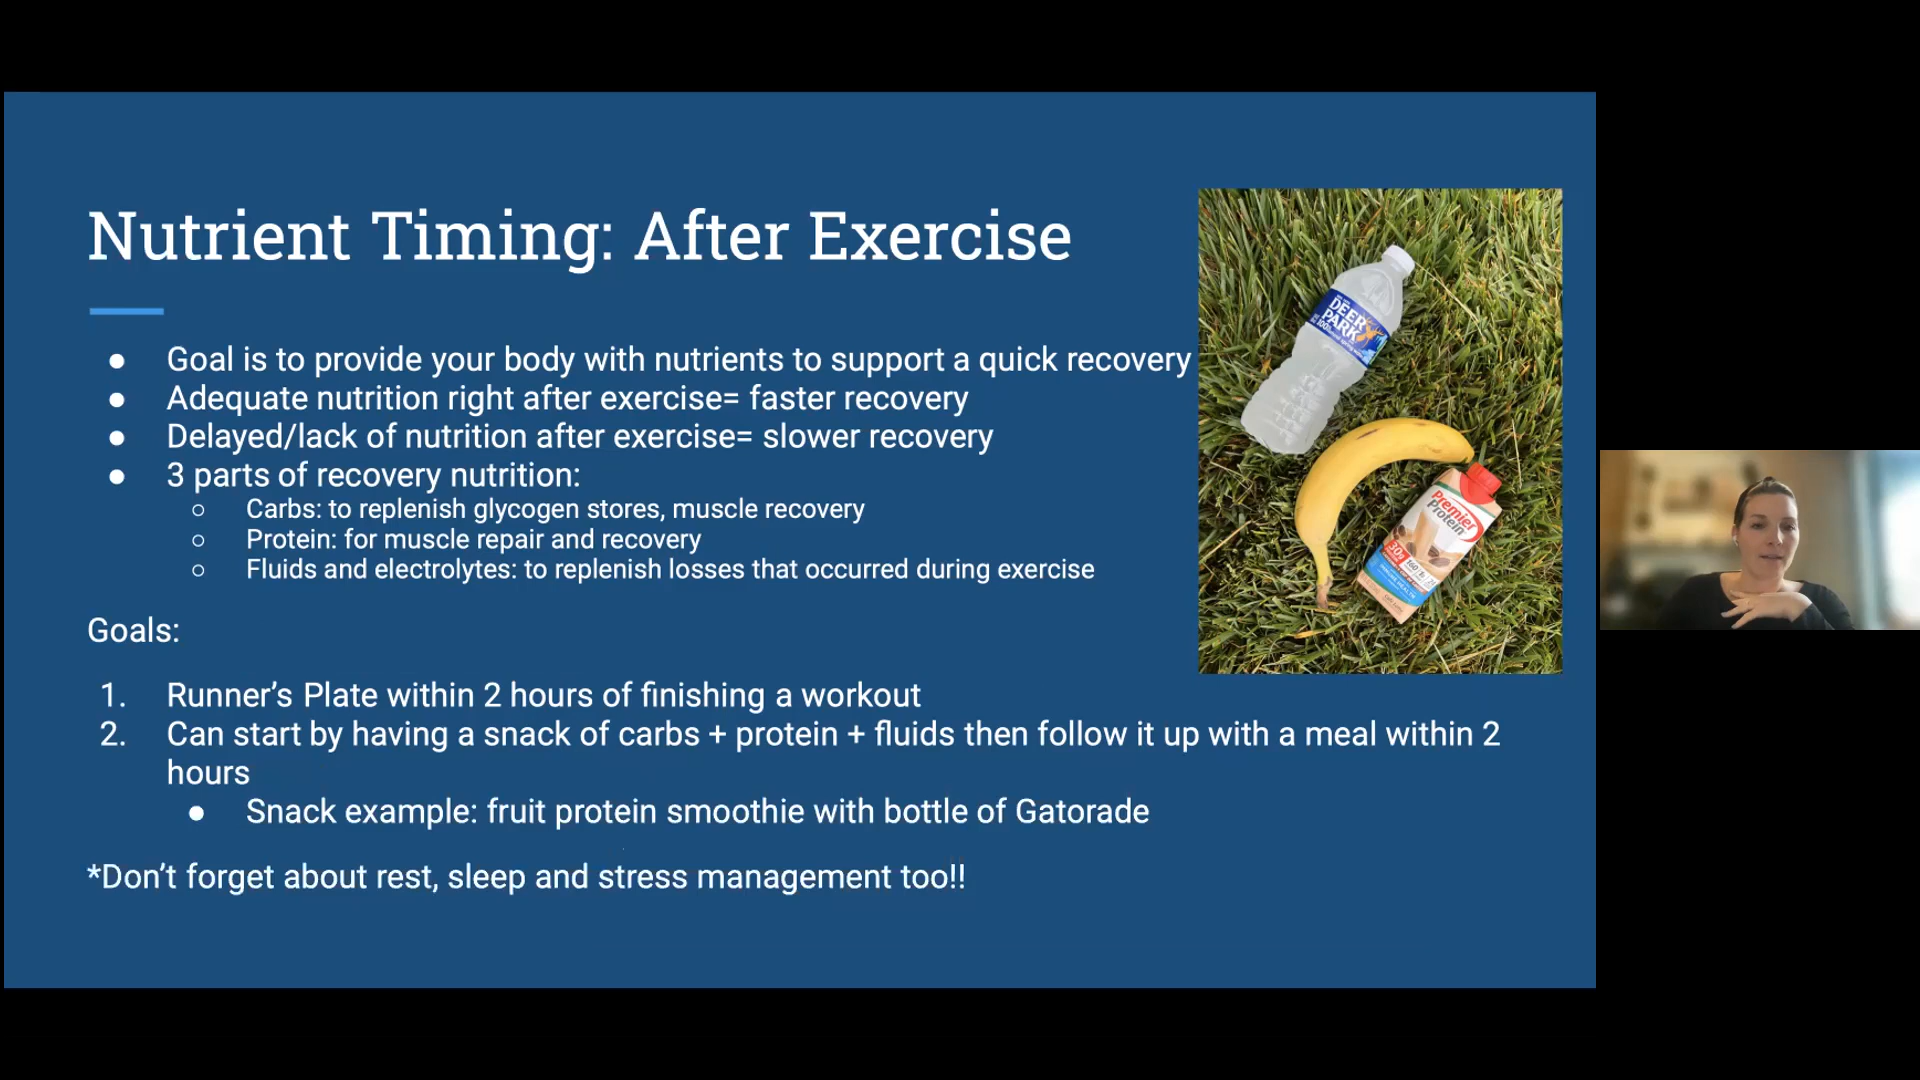 Nutrient Timing: After Exercise
● Goal is to provide your body with nutrients to support a quick recovery
● Adequate nutrition right after exercise= faster recovery
● Delayed/lack of nutrition after exercise= slower recovery
● 3 parts of recovery nutrition:
○ Carbs: to replenish glycogen stores, muscle recovery
○ Protein: for muscle repair and recovery
○ Fluids and electrolytes: to replenish losses that occurred during exercise
DEER
PARK
100%
Premier
Protein
30g
160
IMMUNE HEALTH
Goals:
1. Runner’s Plate within 2 hours of finishing a workout
2. Can start by having a snack of carbs + protein + fluids then follow it up with a meal within 2
hours
● Snack example: fruit protein smoothie with bottle of Gatorade
*Don’t forget about rest, sleep and stress management too!!